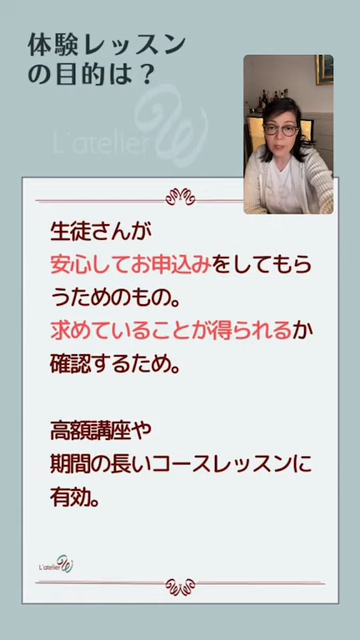 体験レッスン
の目的は？
L'atelier W
生徒さんが
安心してお申込みをしてもら
うためのもの。
求めていることが得られるか
確認するため。
高額講座や
期間の長いコースレッスンに
有効。
L'atelier W